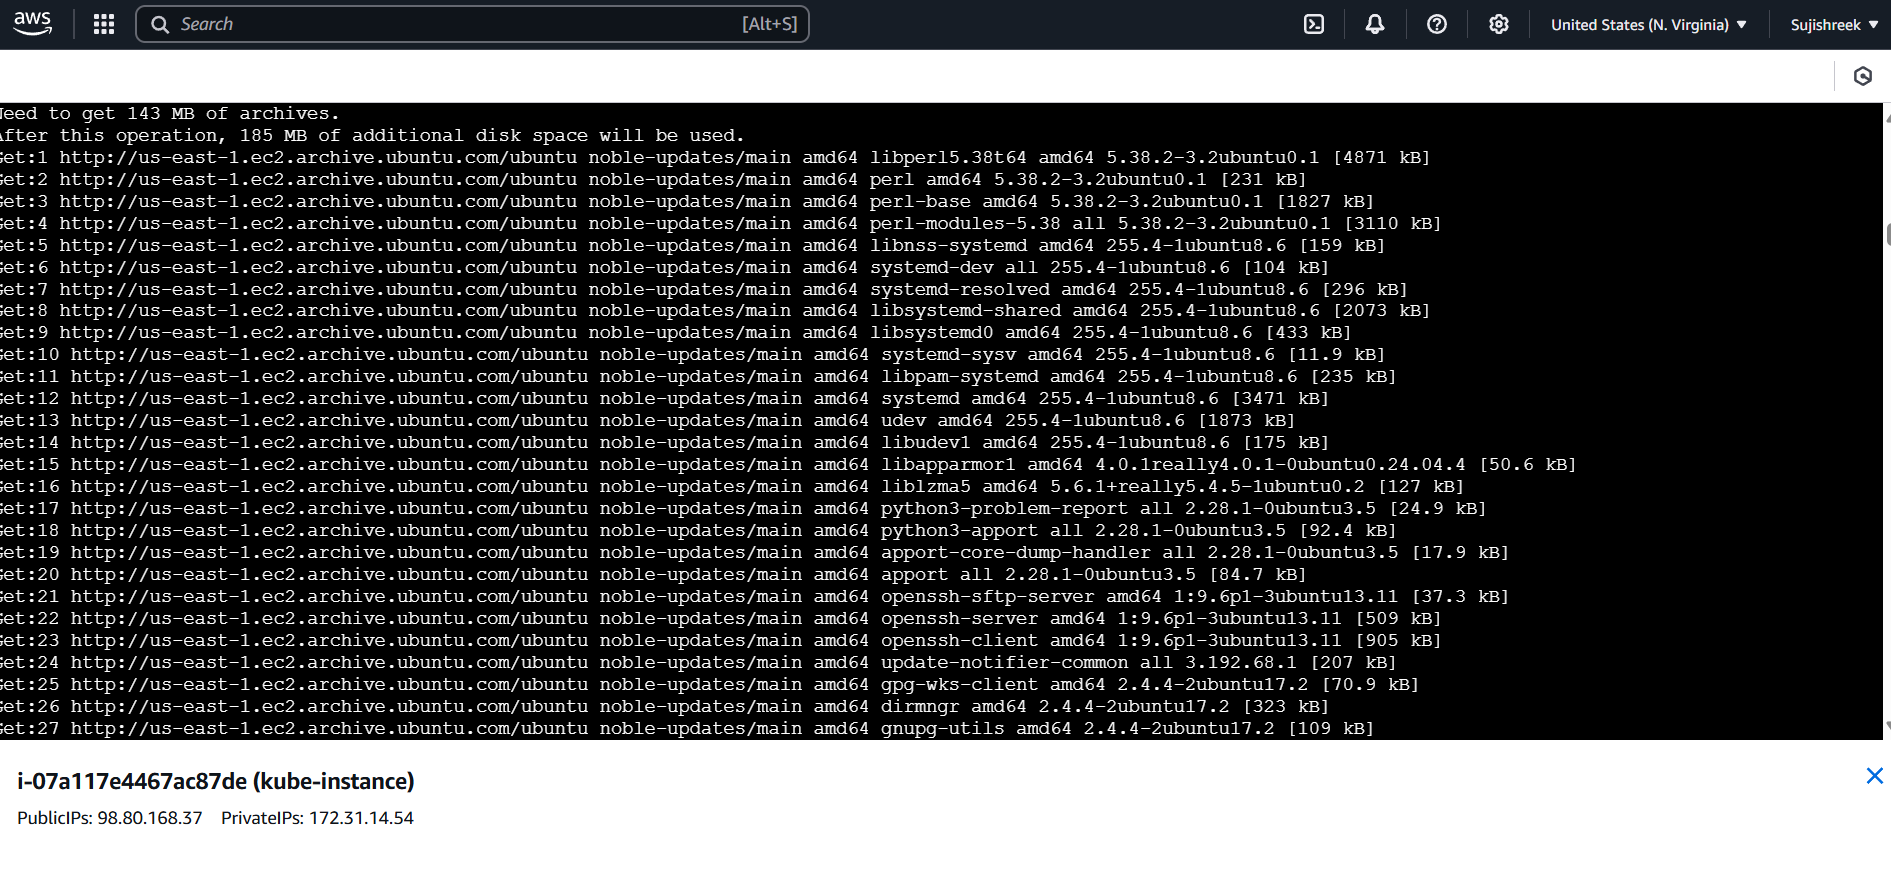 aws
Search [Alt+S]
United States (N. Virginia)
Sujishreek
Need to get 143 MB of archives.
After this operation, 185 MB of additional disk space will be used.
Get:1 http://us-east-1.ec2.archive.ubuntu.com/ubuntu noble-updates/main amd64 libperl5.38t64 amd64 5.38.2-3.2ubuntu0.1 [4871 kB]
Get:2 http://us-east-1.ec2.archive.ubuntu.com/ubuntu noble-updates/main amd64 perl amd64 5.38.2-3.2ubuntu0.1 [231 kB]
Get:3 http://us-east-1.ec2.archive.ubuntu.com/ubuntu noble-updates/main amd64 perl-base amd64 5.38.2-3.2ubuntu0.1 [1827 kB]
Get:4 http://us-east-1.ec2.archive.ubuntu.com/ubuntu noble-updates/main amd64 perl-modules-5.38 all 5.38.2-3.2ubuntu0.1 [3110 kB]
Get:5 http://us-east-1.ec2.archive.ubuntu.com/ubuntu noble-updates/main amd64 libnss-systemd amd64 255.4-1ubuntu8.6 [159 kB]
Get:6 http://us-east-1.ec2.archive.ubuntu.com/ubuntu noble-updates/main amd64 systemd-dev all 255.4-1ubuntu8.6 [104 kB]
Get:7 http://us-east-1.ec2.archive.ubuntu.com/ubuntu noble-updates/main amd64 systemd-resolved amd64 255.4-1ubuntu8.6 [296 kB]
Get:8 http://us-east-1.ec2.archive.ubuntu.com/ubuntu noble-updates/main amd64 libsystemd-shared amd64 255.4-1ubuntu8.6 [2073 kB]
Get:9 http://us-east-1.ec2.archive.ubuntu.com/ubuntu noble-updates/main amd64 libsystemd0 amd64 255.4-1ubuntu8.6 [433 kB]
Get:10 http://us-east-1.ec2.archive.ubuntu.com/ubuntu noble-updates/main amd64 systemd-sysv amd64 255.4-1ubuntu8.6 [11.9 kB]
Get:11 http://us-east-1.ec2.archive.ubuntu.com/ubuntu noble-updates/main amd64 libpam-systemd amd64 255.4-1ubuntu8.6 [235 kB]
Get:12 http://us-east-1.ec2.archive.ubuntu.com/ubuntu noble-updates/main amd64 systemd amd64 255.4-1ubuntu8.6 [3471 kB]
Get:13 http://us-east-1.ec2.archive.ubuntu.com/ubuntu noble-updates/main amd64 udev amd64 255.4-1ubuntu8.6 [1873 kB]
Get:14 http://us-east-1.ec2.archive.ubuntu.com/ubuntu noble-updates/main amd64 libudev1 amd64 255.4-1ubuntu8.6 [175 kB]
Get:15 http://us-east-1.ec2.archive.ubuntu.com/ubuntu noble-updates/main amd64 libapparmor1 amd64 4.0.1really4.0.1-0ubuntu0.24.04.4 [50.6 kB]
Get:16 http://us-east-1.ec2.archive.ubuntu.com/ubuntu noble-updates/main amd64 liblzma5 amd64 5.6.1+really5.4.5-1ubuntu0.2 [127 kB]
Get:17 http://us-east-1.ec2.archive.ubuntu.com/ubuntu noble-updates/main amd64 python3-problem-report all 2.28.1-0ubuntu3.5 [24.9 kB]
Get:18 http://us-east-1.ec2.archive.ubuntu.com/ubuntu noble-updates/main amd64 python3-apport all 2.28.1-0ubuntu3.5 [92.4 kB]
Get:19 http://us-east-1.ec2.archive.ubuntu.com/ubuntu noble-updates/main amd64 apport-core-dump-handler all 2.28.1-0ubuntu3.5 [17.9 kB]
Get:20 http://us-east-1.ec2.archive.ubuntu.com/ubuntu noble-updates/main amd64 apport all 2.28.1-0ubuntu3.5 [84.7 kB]
Get:21 http://us-east-1.ec2.archive.ubuntu.com/ubuntu noble-updates/main amd64 openssh-sftp-server amd64 1:9.6p1-3ubuntu13.11 [37.3 kB]
Get:22 http://us-east-1.ec2.archive.ubuntu.com/ubuntu noble-updates/main amd64 openssh-server amd64 1:9.6p1-3ubuntu13.11 [509 kB]
Get:23 http://us-east-1.ec2.archive.ubuntu.com/ubuntu noble-updates/main amd64 openssh-client amd64 1:9.6p1-3ubuntu13.11 [905 kB]
Get:24 http://us-east-1.ec2.archive.ubuntu.com/ubuntu noble-updates/main amd64 update-notifier-common all 3.192.68.1 [207 kB]
Get:25 http://us-east-1.ec2.archive.ubuntu.com/ubuntu noble-updates/main amd64 gpg-wks-client amd64 2.4.4-2ubuntu17.2 [70.9 kB]
Get:26 http://us-east-1.ec2.archive.ubuntu.com/ubuntu noble-updates/main amd64 dirmngr amd64 2.4.4-2ubuntu17.2 [323 kB]
Get:27 http://us-east-1.ec2.archive.ubuntu.com/ubuntu noble-updates/main amd64 gnupg-utils amd64 2.4.4-2ubuntu17.2 [109 kB]
i-07a117e4467ac87de (kube-instance)
PublicIPs: 98.80.168.37 PrivateIPs: 172.31.14.54